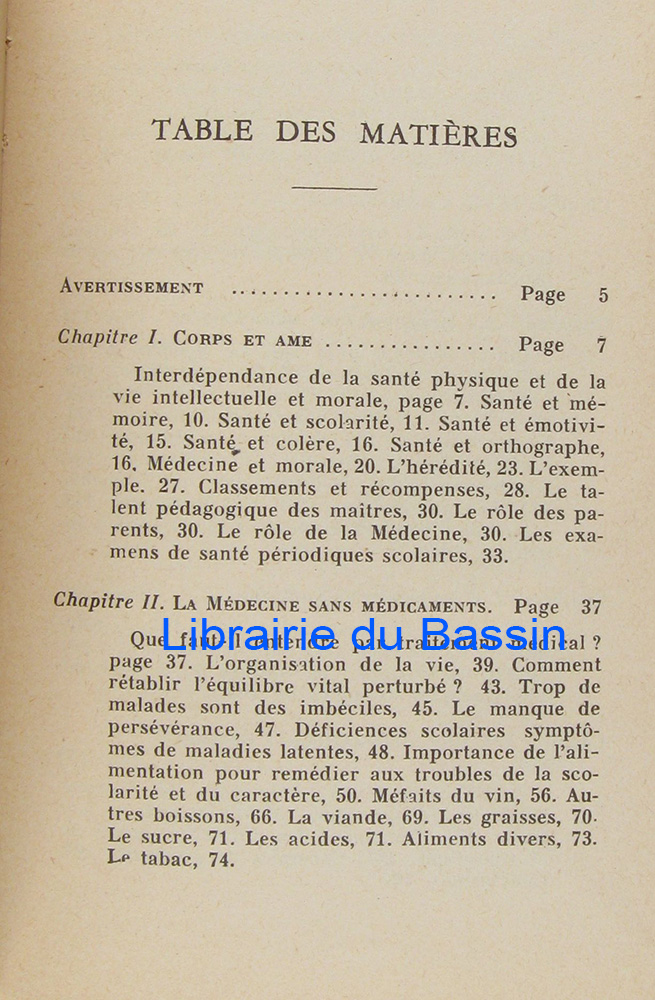 TABLE DES MATIÈRES
AVERTISSEMENT .......................... Page 5
Chapitre I. CORPS ET AME ................ Page 7
Interdépendance de la santé physique et de la
vie intellectuelle et morale, page 7. Santé et mé-
moire, 10. Santé et scolarité, 11. Santé et émotivi-
té, 15. Santé et colère, 16. Santé et orthographe,
16. Médecine et morale, 20. L'hérédité, 23. L'exem-
ple. 27. Classements et récompenses, 28. Le ta-
lent pédagogique des maîtres, 30. Le rôle des pa-
rents, 30. Le rôle de la Médecine, 30. Les exa-
mens de santé périodiques scolaires, 33.
Chapitre II. LA MÉDECINE SANS MÉDICAMENTS. Page 37
Que faut-il entendre par traitement médical ?
Librairie du Bassin
page 37. L'organisation de la vie, 39. Comment
rétablir l'équilibre vital perturbé ? 43. Trop de
malades sont des imbéciles, 45. Le manque de
persévérance, 47. Déficiences scolaires symptô-
mes de maladies latentes, 48. Importance de l'ali-
mentation pour remédier aux troubles de la sco-
larité et du caractère, 50. Méfaits du vin, 56. Au-
tres boissons, 66. La viande, 69. Les graisses, 70.
Le sucre, 71. Les acides, 71. Aliments divers, 73.
Le tabac, 74.